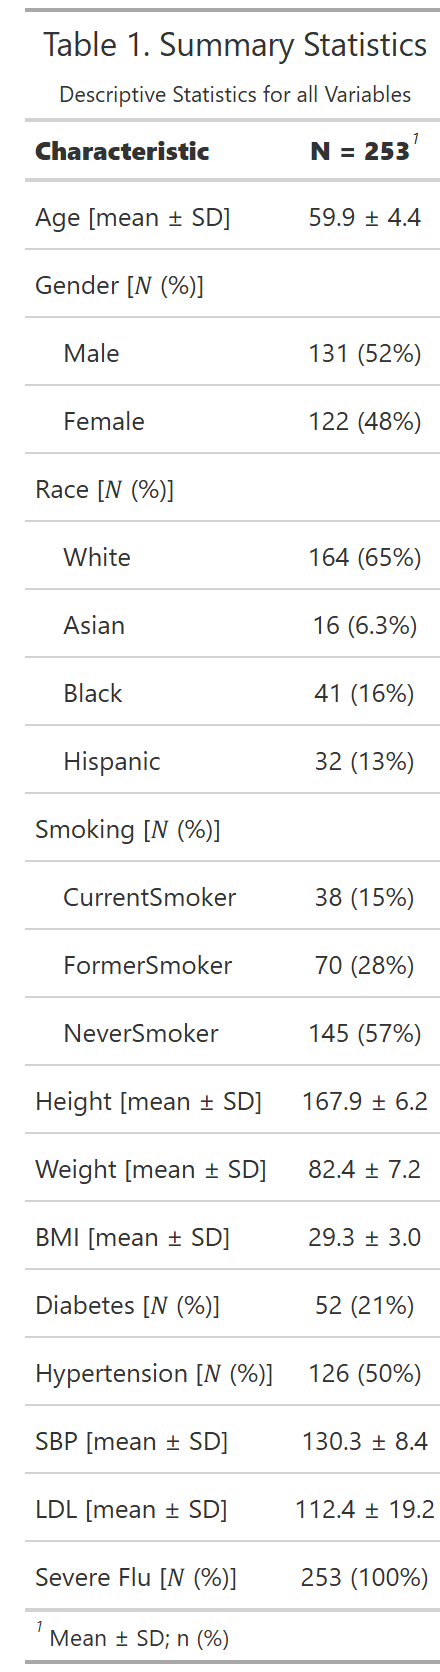 Table 1. Summary Statistics
Descriptive Statistics for all Variables
Characteristic N = 253¹
Age [mean ± SD] 59.9 ± 4.4
Gender [N (%)]
Male 131 (52%)
Female 122 (48%)
Race [N (%)]
White 164 (65%)
Asian 16 (6.3%)
Black 41 (16%)
Hispanic 32 (13%)
Smoking [N (%)]
CurrentSmoker 38 (15%)
FormerSmoker 70 (28%)
NeverSmoker 145 (57%)
Height [mean ± SD] 167.9 ± 6.2
Weight [mean ± SD] 82.4 ± 7.2
BMI [mean ± SD] 29.3 ± 3.0
Diabetes [N (%)] 52 (21%)
Hypertension [N (%)] 126 (50%)
SBP [mean ± SD] 130.3 ± 8.4
LDL [mean ± SD] 112.4 ± 19.2
Severe Flu [N (%)] 253 (100%)
¹ Mean ± SD; n (%)